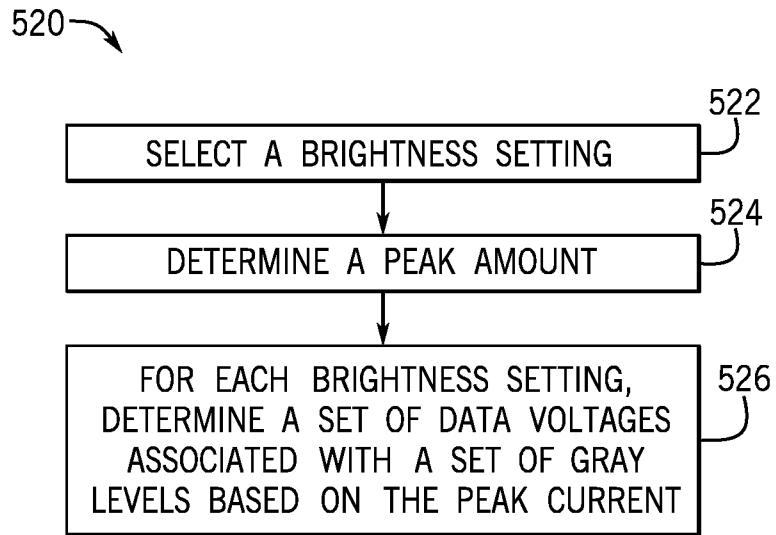 520
522
SELECT A BRIGHTNESS SETTING
524
DETERMINE A PEAK AMOUNT
526
FOR EACH BRIGHTNESS SETTING,
DETERMINE A SET OF DATA VOLTAGES
ASSOCIATED WITH A SET OF GRAY
LEVELS BASED ON THE PEAK CURRENT